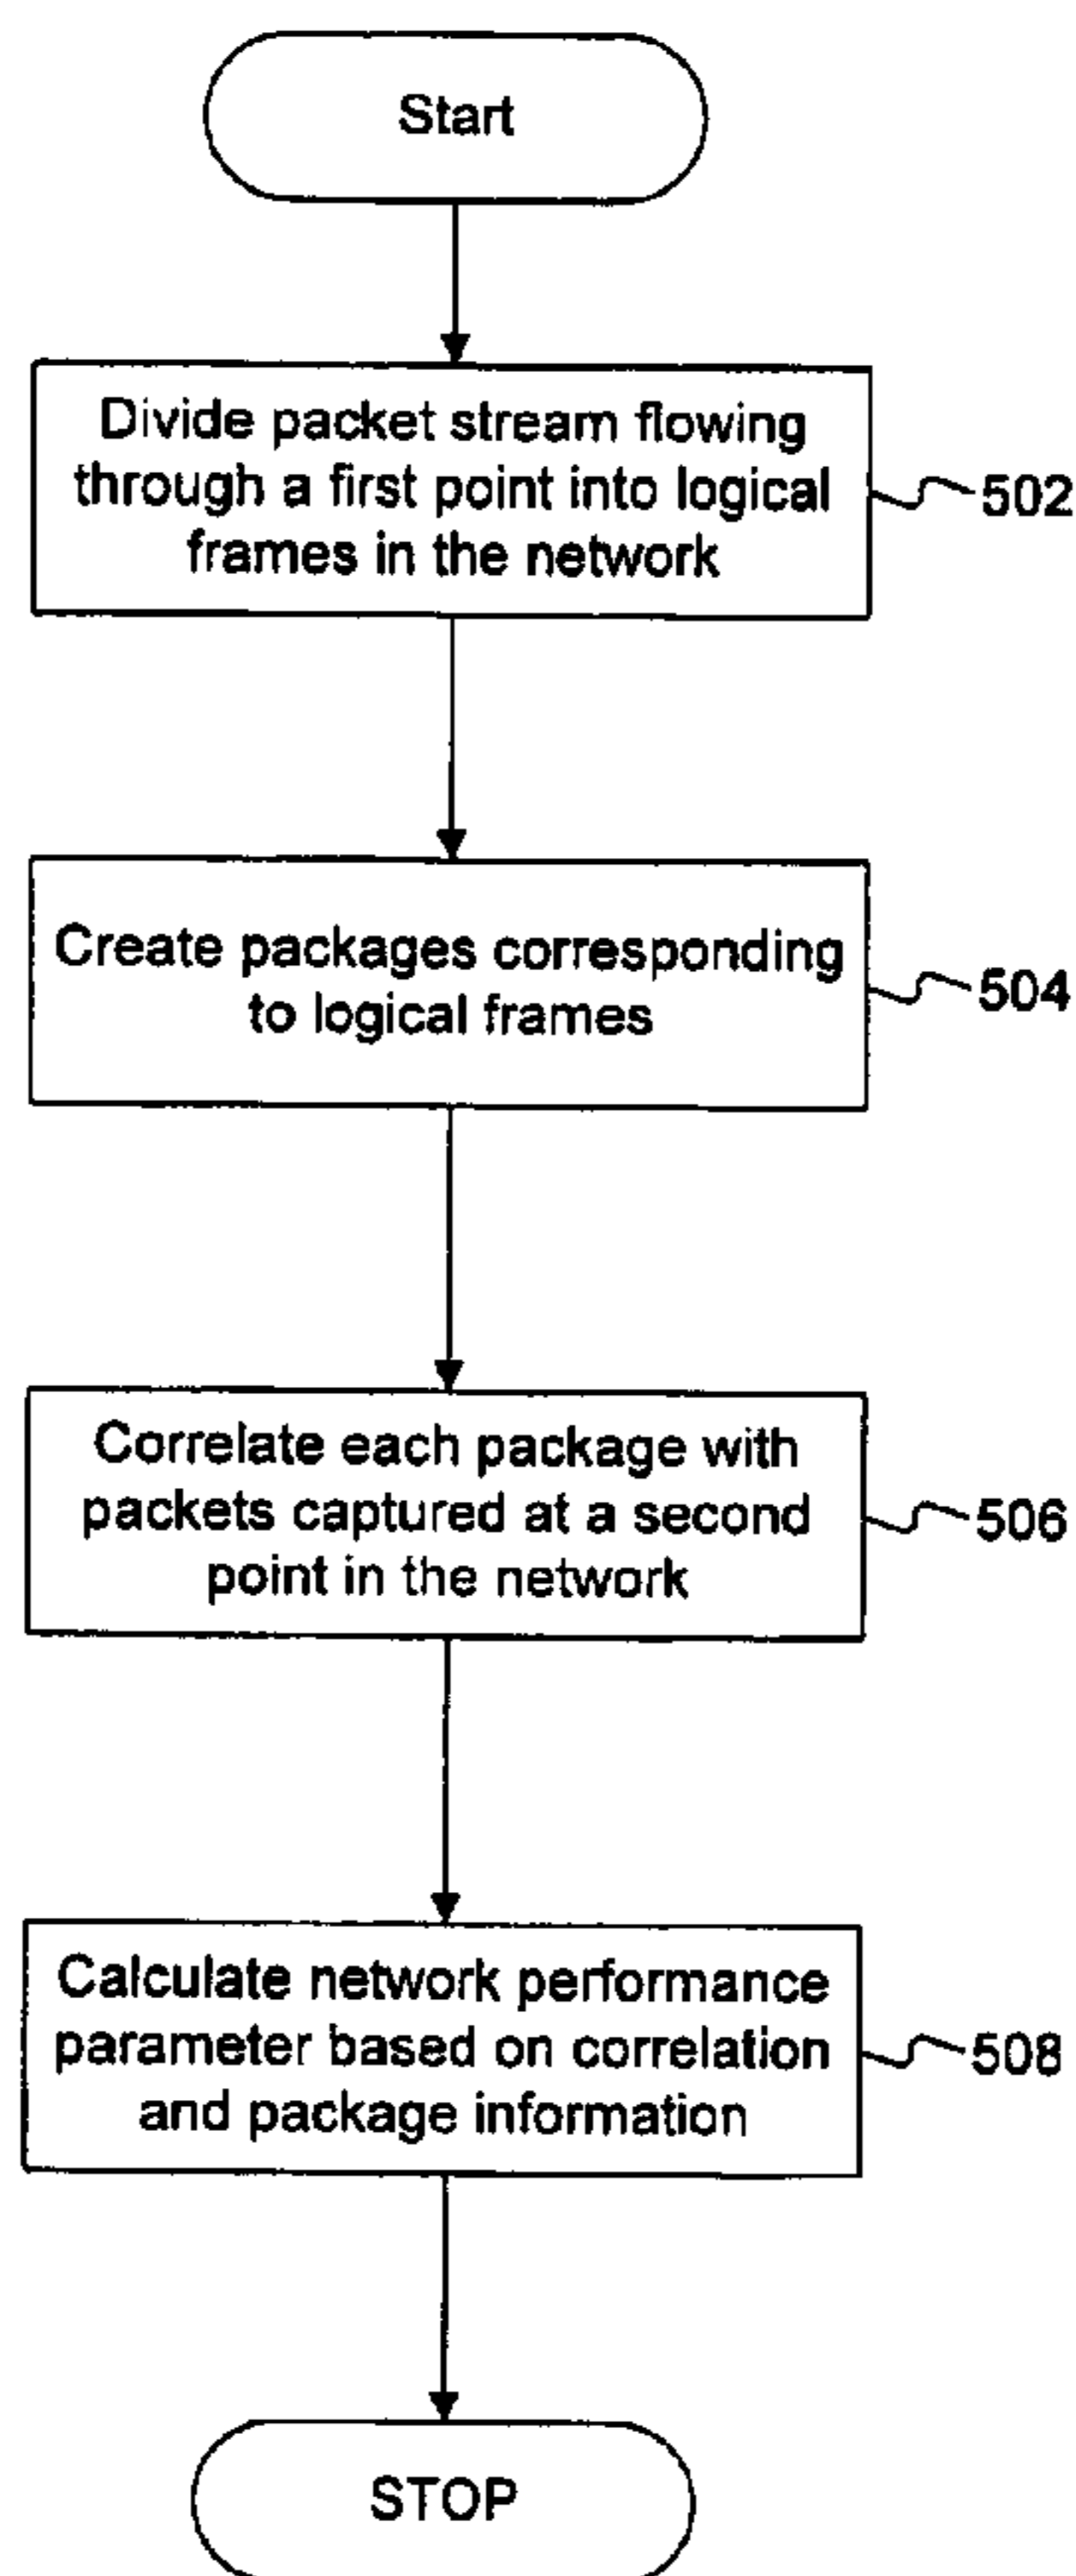 Start
Divide packet stream flowing
through a first point into logical
frames in the network
502
Create packages corresponding
to logical frames
504
Correlate each package with
packets captured at a second
point in the network
506
Calculate network performance
parameter based on correlation
and package information
508
STOP